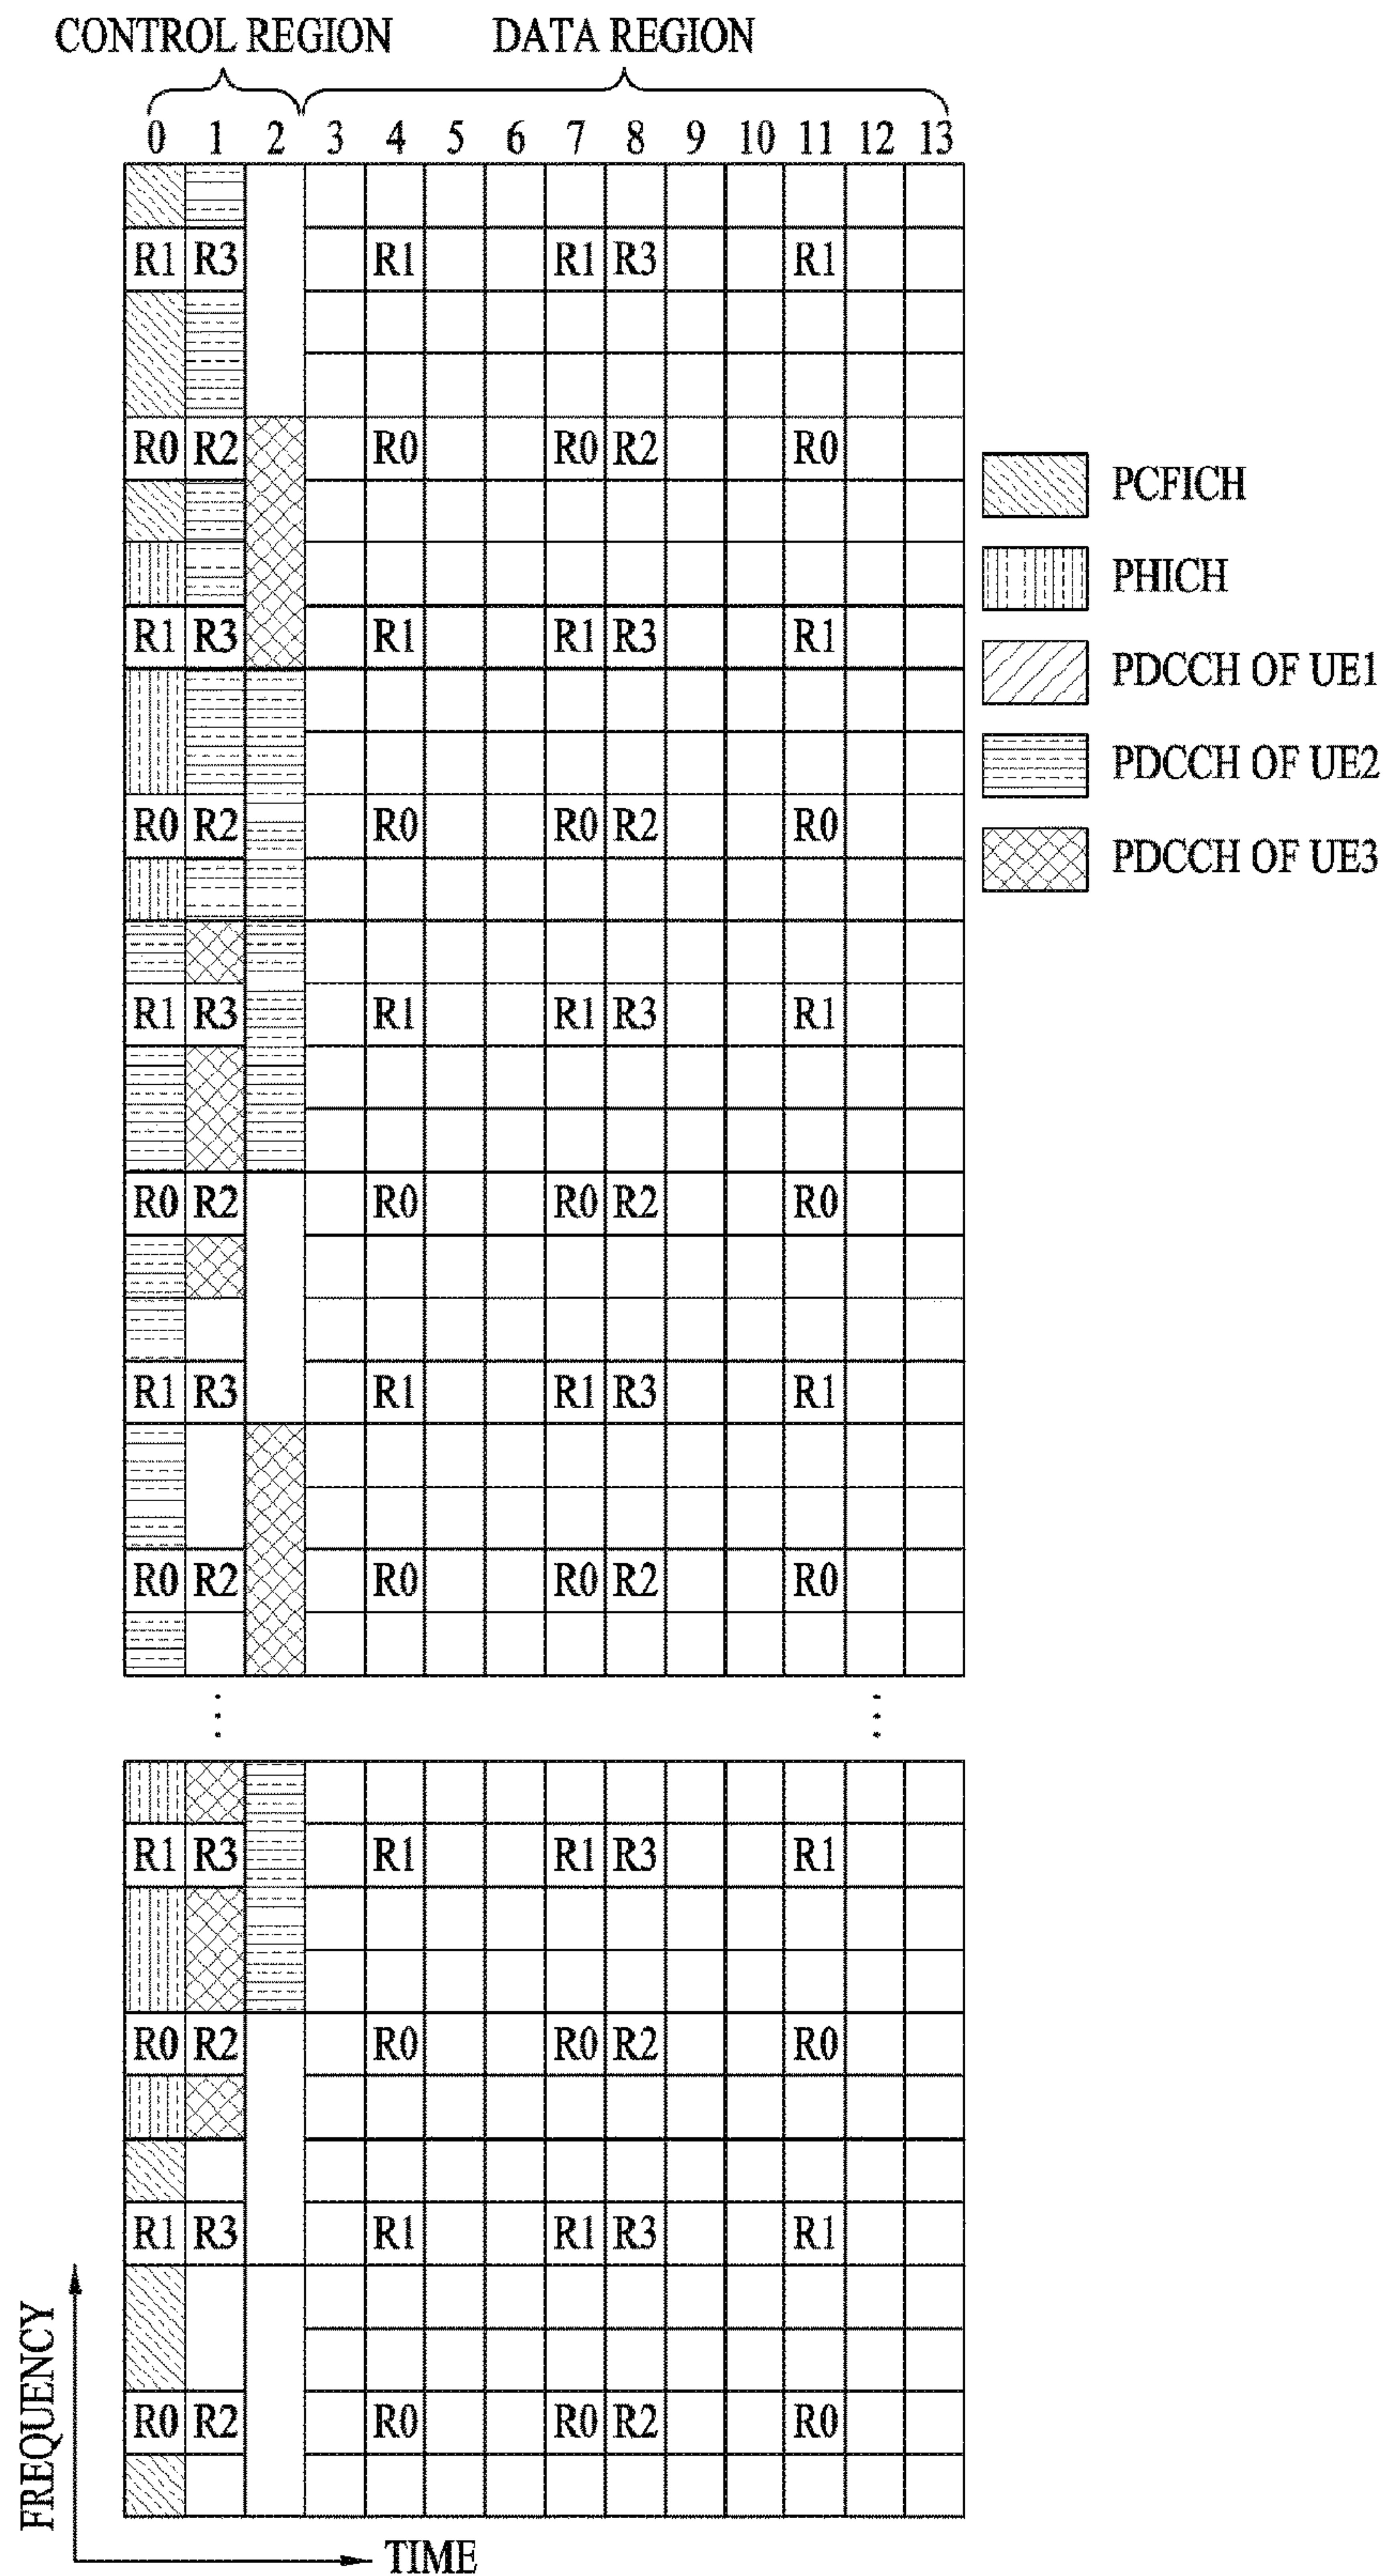 CONTROL REGION DATA REGION
0 1 2 3 4 5 6 7 8 9 10 11 12 13
R1 R3 R1 R1 R3 R1
R0 R2 R0 R0 R2 R0
PCFICH
PHICH
R1 R3 R1 R1 R3 R1
PDCCH OF UE1
PDCCH OF UE2
R0 R2 R0 R0 R2 R0
PDCCH OF UE3
R1 R3 R1 R1 R3 R1
R0 R2 R0 R0 R2 R0
R1 R3 R1 R1 R3 R1
R0 R2 R0 R0 R2 R0
R1 R3 R1 R1 R3 R1
R0 R2 R0 R0 R2 R0
R1 R3 R1 R1 R3 R1
R0 R2 R0 R0 R2 R0
FREQUENCY
TIME